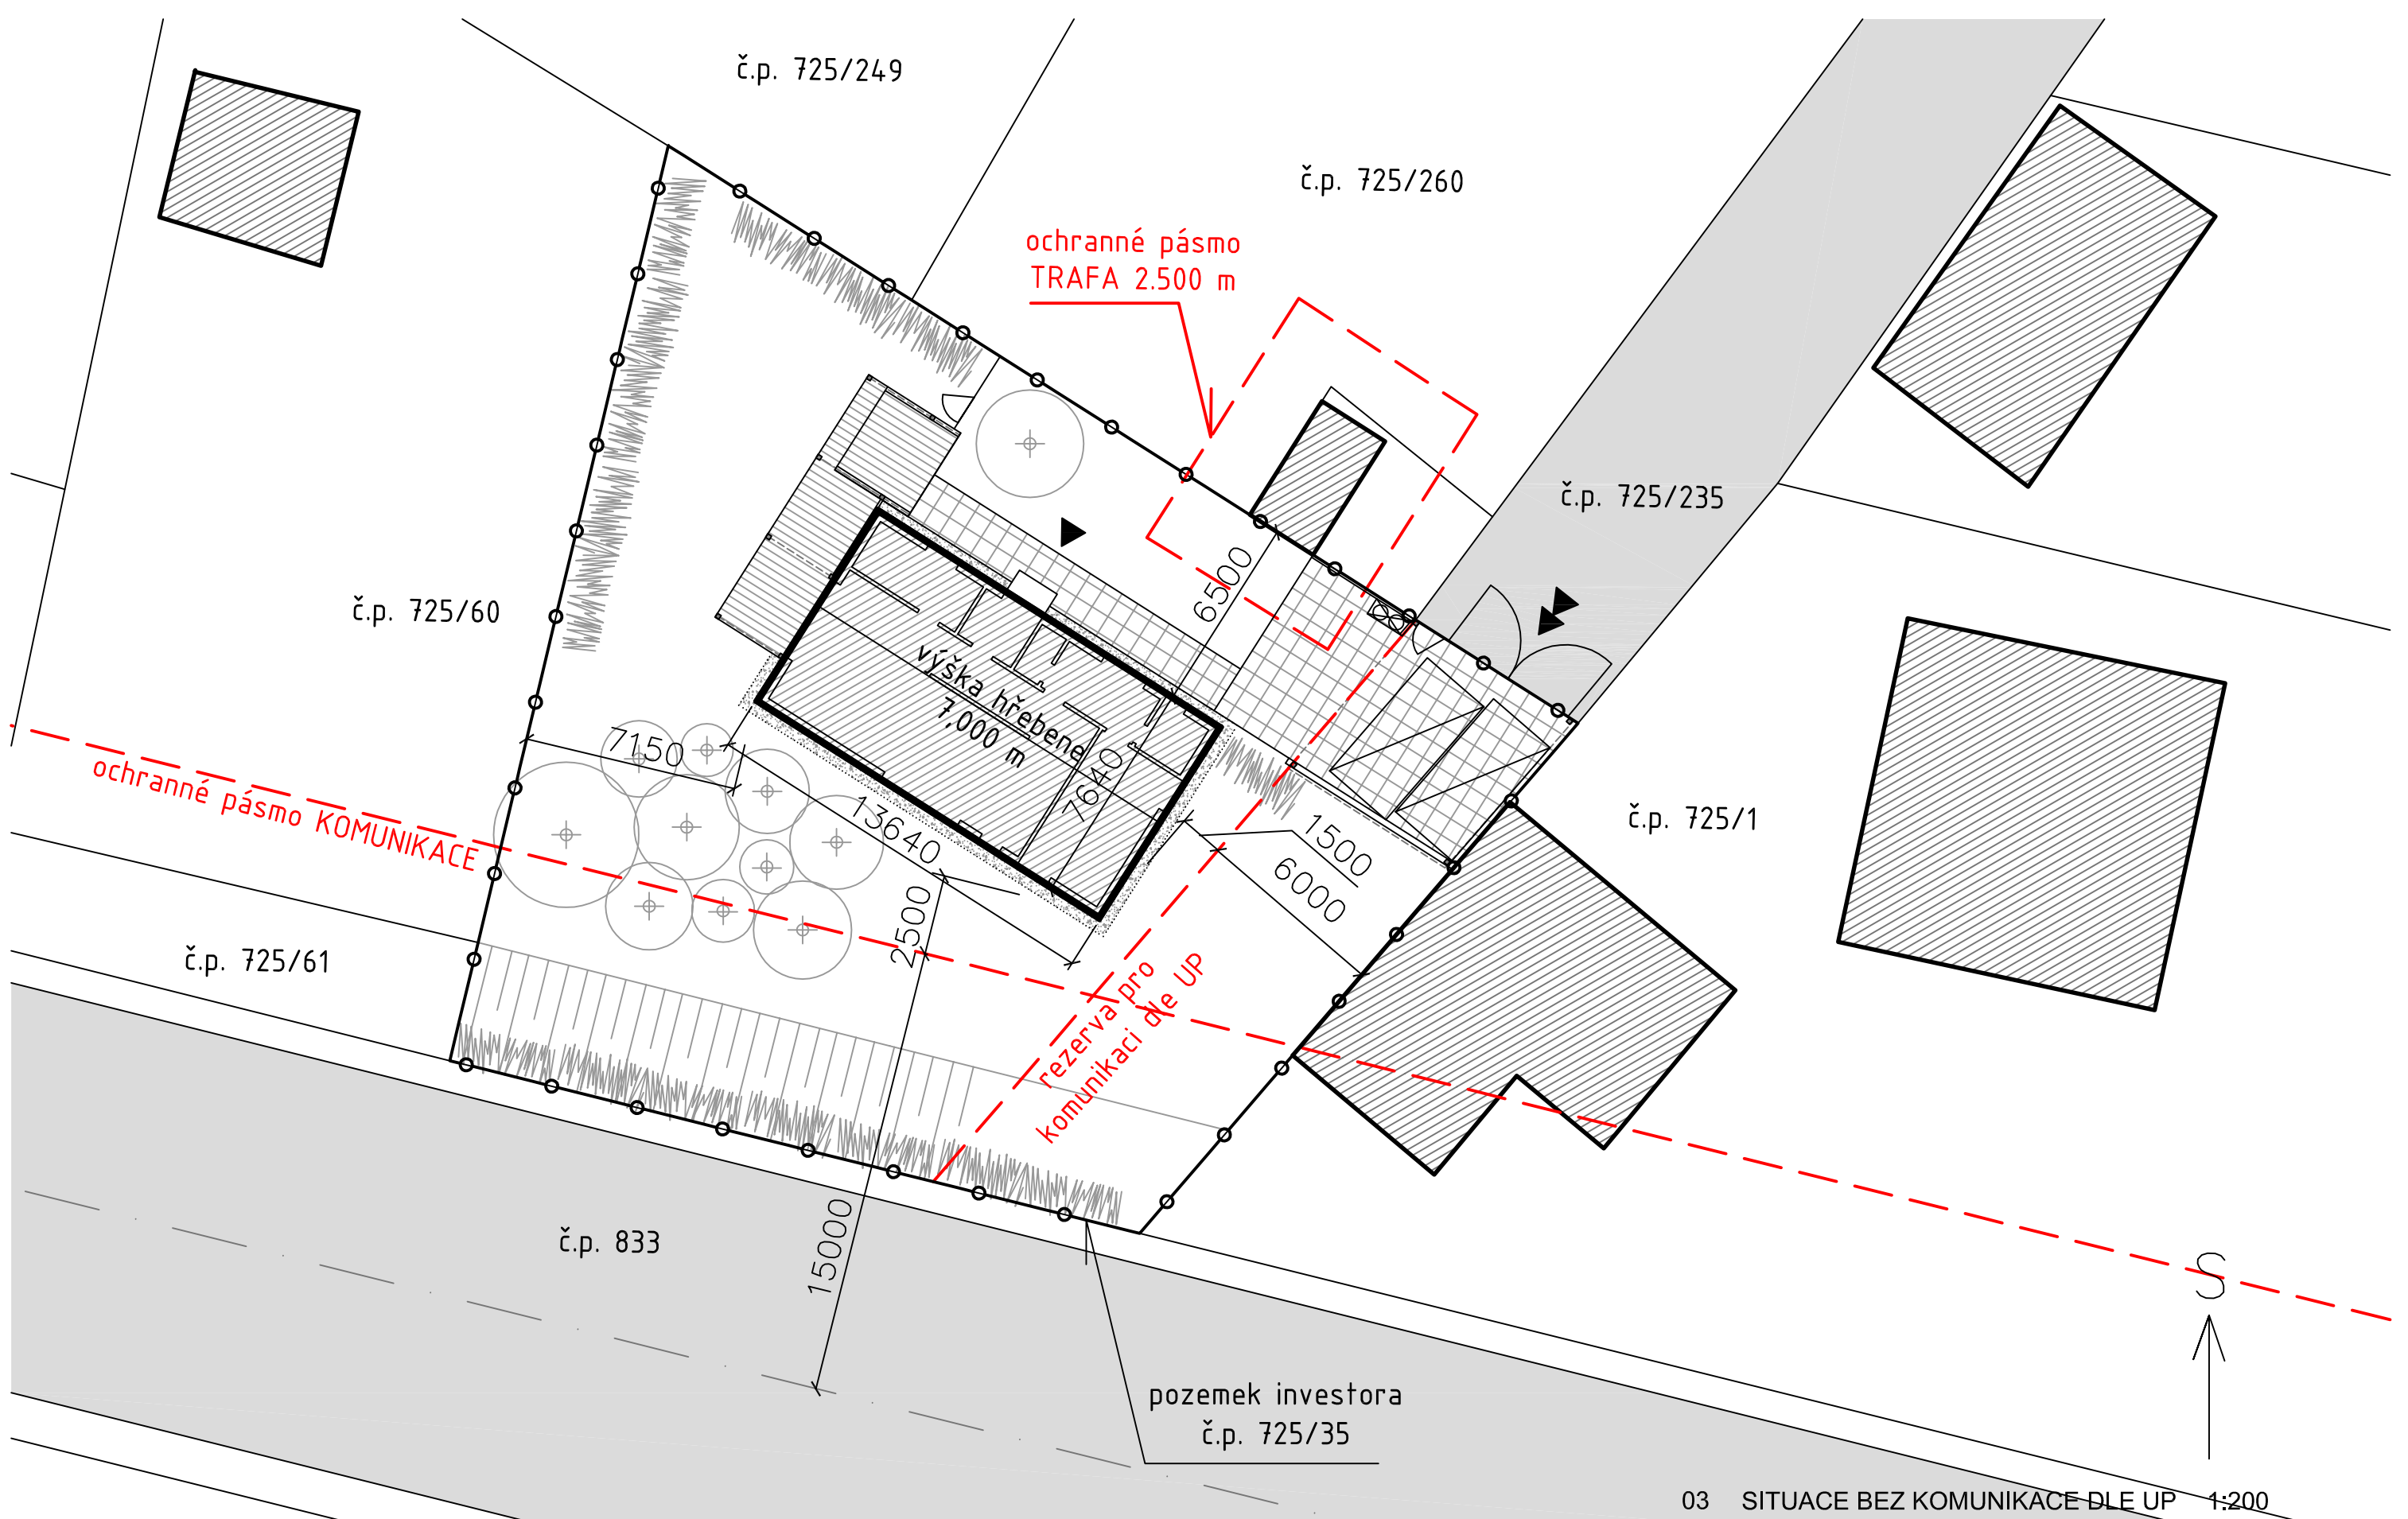 č.p. 725/249
č.p. 725/260
ochranné pásmo
TRAFA 2.500 m
č.p. 725/235
č.p. 725/60
6500
výška hřebene
7,000 m
7150
7640
13640
1500
6000
č.p. 725/1
ochranné pásmo KOMUNIKACE
2500
č.p. 725/61
rezerva pro
komunikaci dle UP
č.p. 833
15000
S
pozemek investora
č.p. 725/35
03 SITUACE BEZ KOMUNIKACE DLE UP 1:200